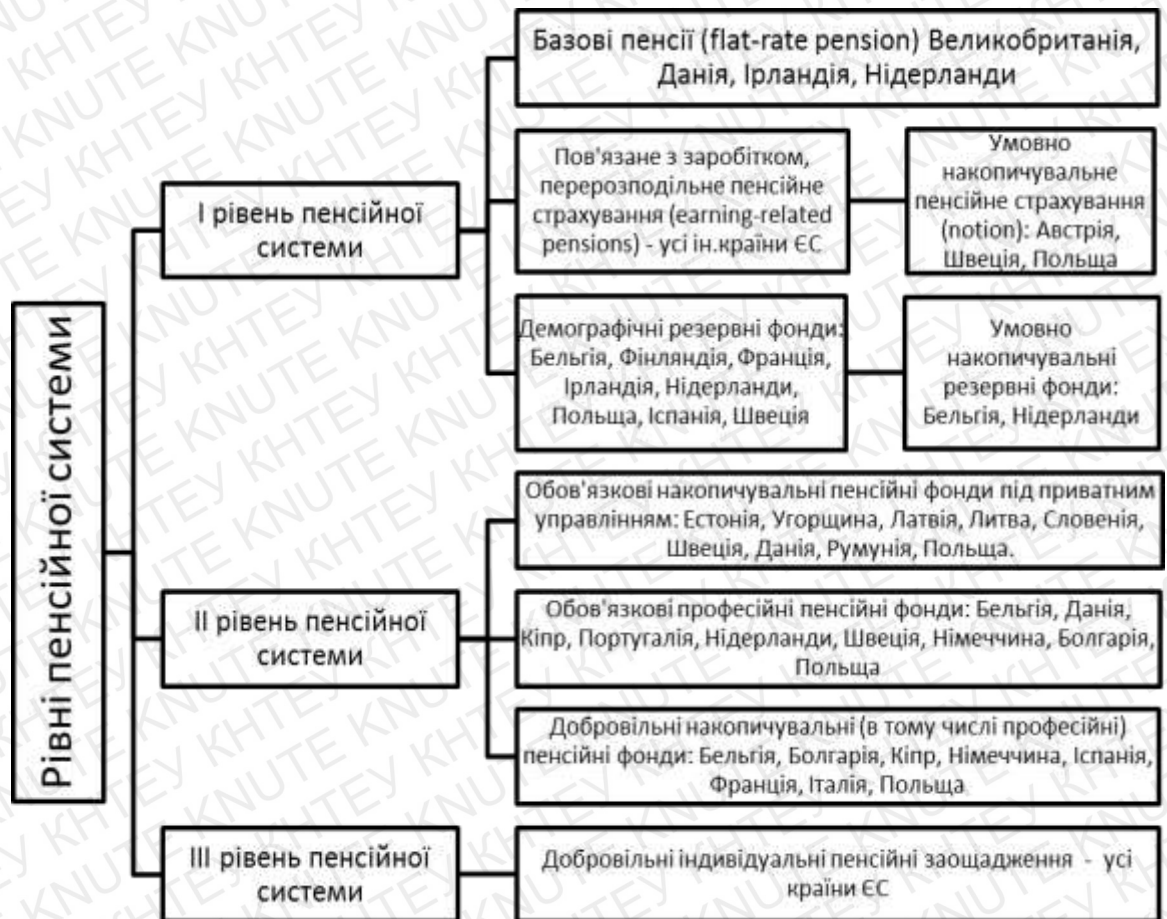 Рівні пенсійної системи
І рівень пенсійної
системи
Базові пенсії (flat-rate pension) Великобританія,
Данія, Ірландія, Нідерланди
Пов'язане з заробітком,
перерозподільне пенсійне
страхування (earning-related
pensions) - усі ін.країни ЄС
Умовно
накопичувальне
пенсійне страхування
(notion): Австрія,
Швеція, Польща
Демографічні резервні фонди:
Бельгія, Фінляндія, Франція,
Ірландія, Нідерланди,
Польща, Іспанія, Швеція
Умовно
накопичувальні
резервні фонди:
Бельгія, Нідерланди
ІІ рівень пенсійної
системи
Обов'язкові накопичувальні пенсійні фонди під приватним
управлінням: Естонія, Угорщина, Латвія, Литва, Словенія,
Швеція, Данія, Румунія, Польща.
Обов'язкові професійні пенсійні фонди: Бельгія, Данія,
Кіпр, Португалія, Нідерланди, Швеція, Німеччина, Болгарія,
Польща
Добровільні накопичувальні (в тому числі професійні)
пенсійні фонди: Бельгія, Болгарія, Кіпр, Німеччина, Іспанія,
Франція, Італія, Польща
ІІІ рівень пенсійної
системи
Добровільні індивідуальні пенсійні заощадження - усі
країни ЄС